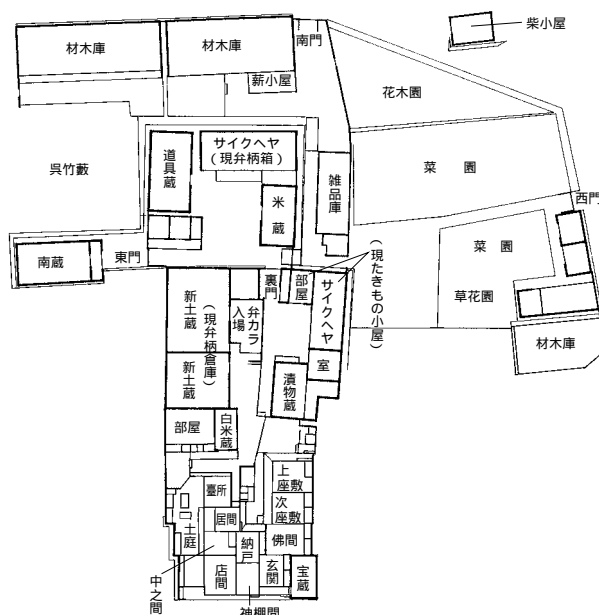 柴小屋
材木庫
材木庫
南門
薪小屋
花木園
呉竹藪
道具蔵
サイクヘヤ
(現弁柄箱)
米蔵
雑品庫
菜園
西門
南蔵
東門
裏門
部屋
サイクヘヤ
(現たきもの小屋)
菜園
草花園
材木庫
新土蔵
(現弁柄倉庫)
弁カラ
入場
新土蔵
室
漬物蔵
部屋
白米蔵
上座敷
臺所
次座敷
居間
土庭
納戸
佛間
中之間
店間
神棚間
玄関
宝蔵